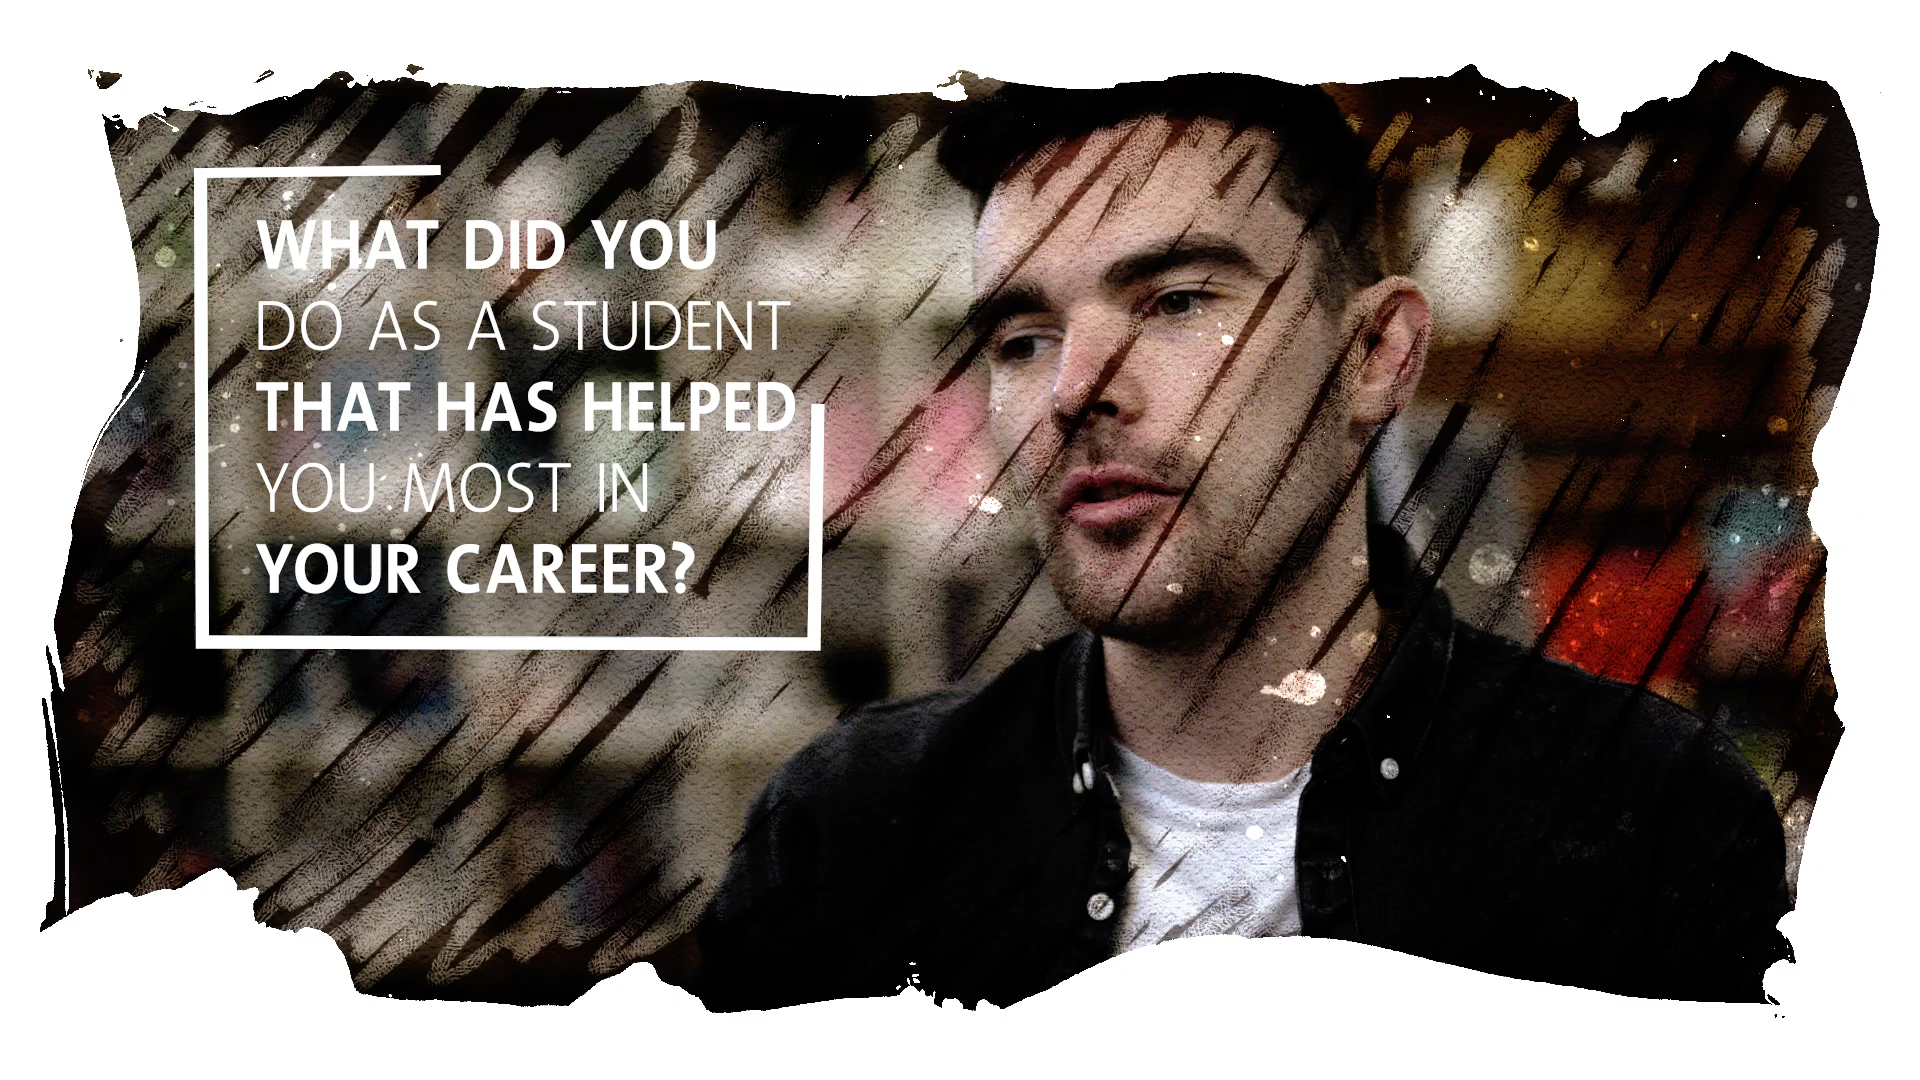 WHAT DID YOU
DO AS A STUDENT
THAT HAS HELPED
YOU MOST IN
YOUR CAREER?